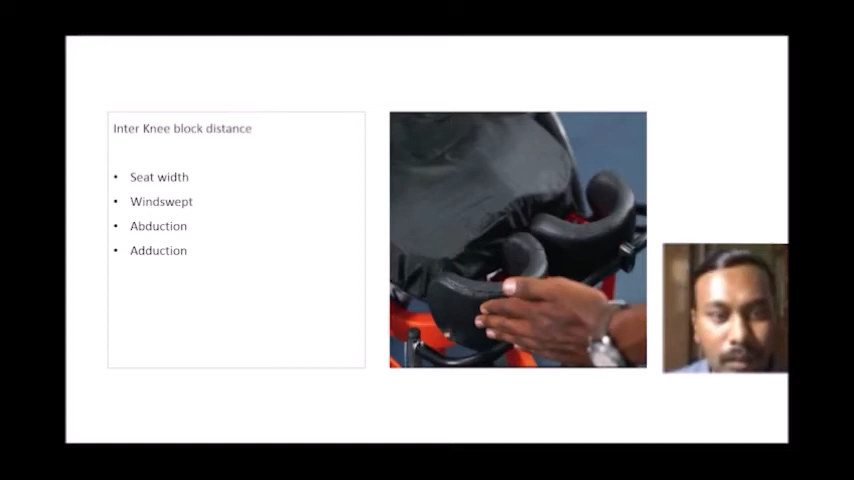 Inter Knee block distance
• Seat width
• Windswept
• Abduction
• Adduction